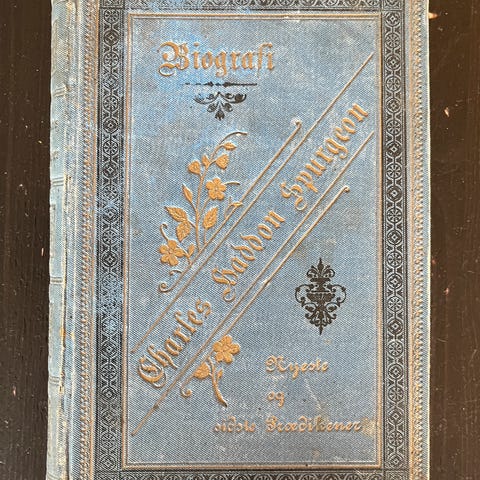 Biografi
Charles Haddon Spurgeon
Nyeste
og
sidste Prædikener